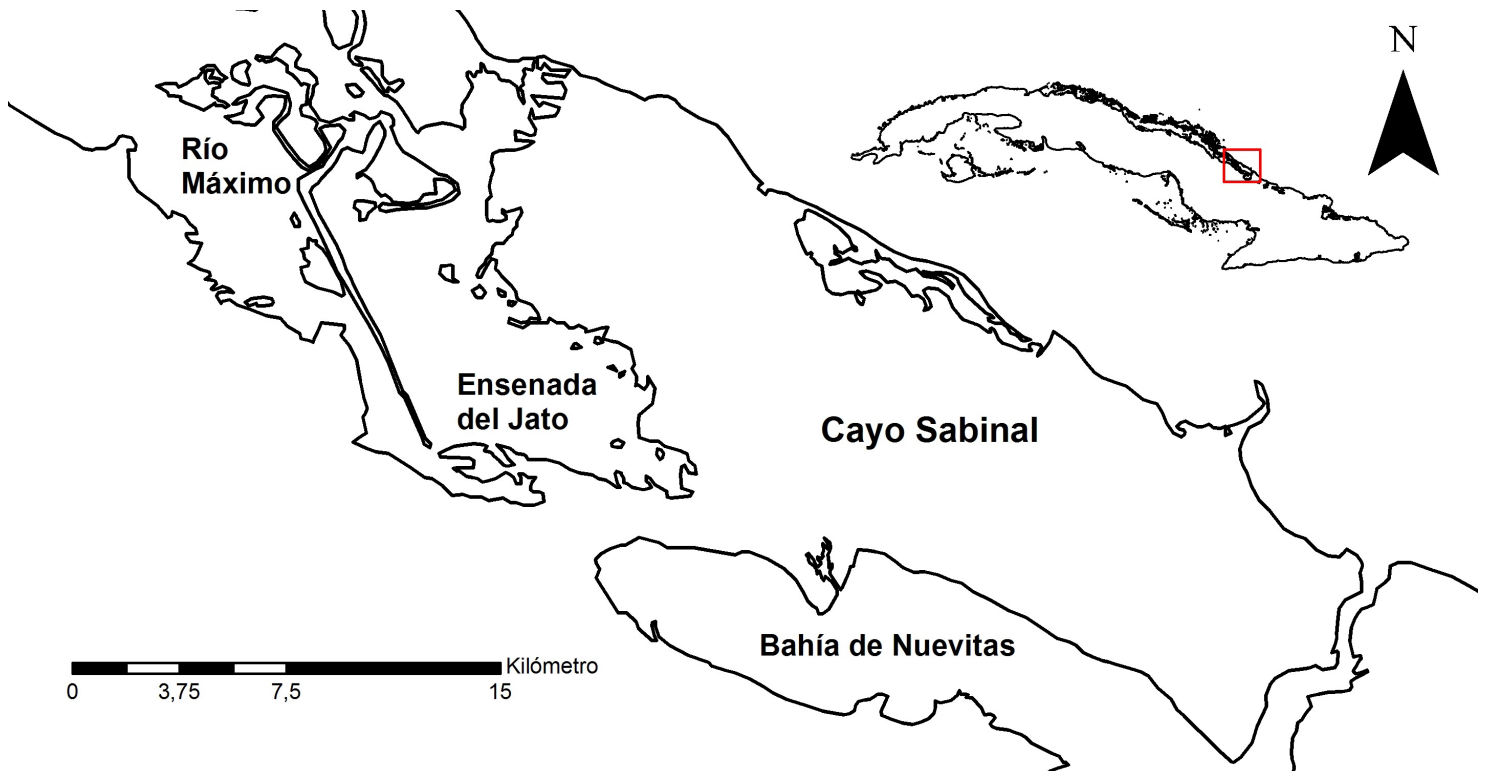 N
Río
Máximo
Ensenada
del Jato
Cayo Sabinal
Bahía de Nuevitas
Kilómetro
0 3,75 7,5 15